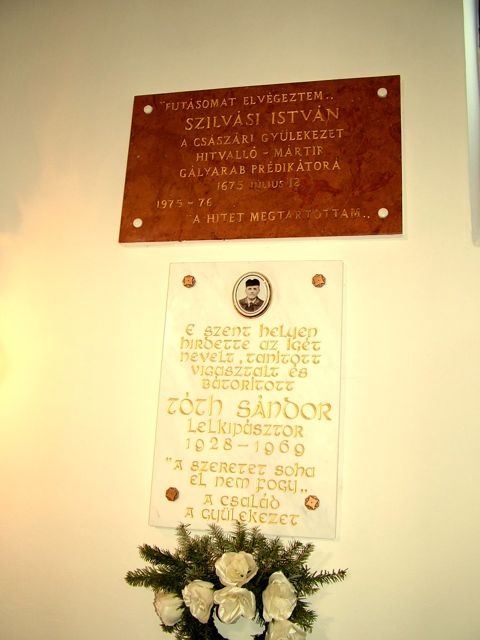 "FUTÁSOMAT ELVÉGEZTEM..
SZILVÁSI ISTVÁN
A CSÁSZÁRI GYÜLEKEZET
HITVALLÓ - MÁRTIR
GÁLYARAB PRÉDIKÁTORA
1675 JULIUS 12
1975 - 76
"A HITET MEGTARTOTTAM..
E SZENT HELYEN
HIRDETTE AZ IGÉT
NEVELT, TANÍTOTT
VIGASZTALT ÉS
BÁTORÍTOTT
TÓTH SÁNDOR
LELKIPÁSZTOR
1928-1969
"A SZERETET SOHA
EL NEM FOGY..
A CSALÁD
A GYÜLEKEZET